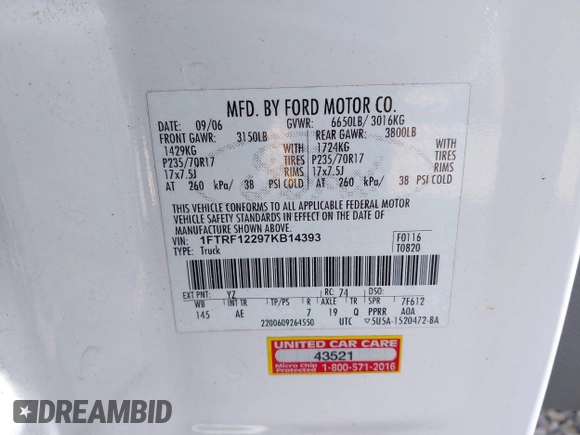 MFD. BY FORD MOTOR CO.
DATE: 09/06 GVWR: 6650LB/ 3016KG
FRONT GAWR: 3150LB REAR GAWR: 3800LB
1429KG WITH 1724KG WITH
P235/70R17 TIRES P235/70R17 TIRES
17x7.5J RIMS 17x7.5J RIMS
AT 260 kPa/ 38 PSI COLD AT 260 kPa/ 38 PSI COLD
THIS VEHICLE CONFORMS TO ALL APPLICABLE FEDERAL MOTOR
VEHICLE SAFETY STANDARDS IN EFFECT ON THE DATE OF
MANUFACTURE SHOWN ABOVE.
VIN: 1FTRF12297KB14393 F0116
TYPE: Truck T0820
EXT PNT: YZ RC: 74 7F612
WB INT TR TP/PS R AXLE TR SPR
145 AE 7 19 Q PPRR A0A
2200609264550 UTC ▽5U5A-1520472-BA
UNITED CAR CARE
43521
Micro Chip Protected 1-800-571-2016
DREAMBID